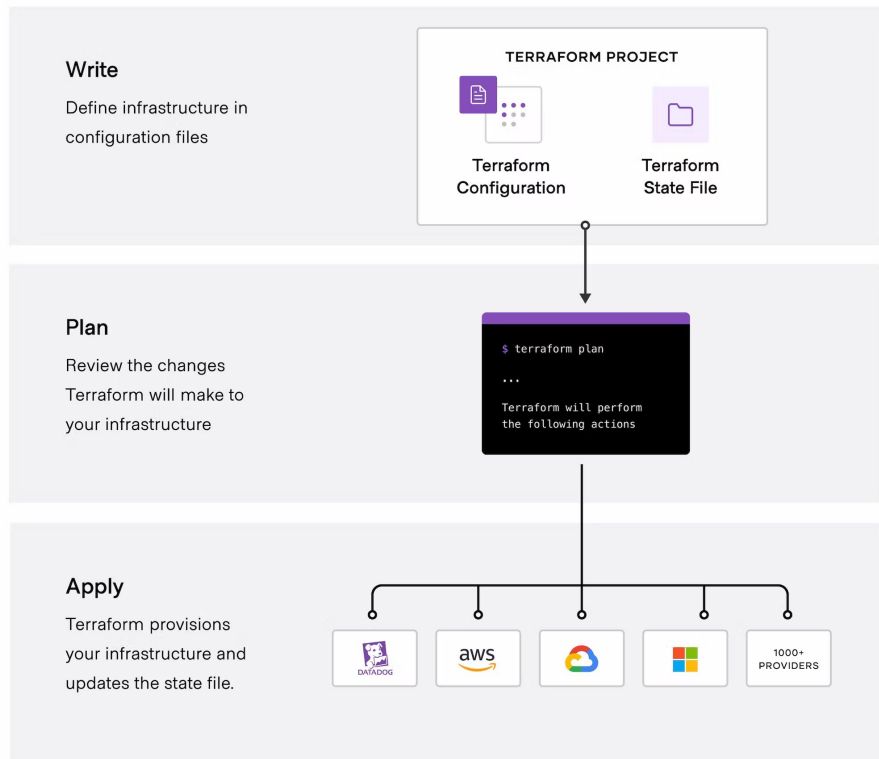 Write
Define infrastructure in
configuration files
TERRAFORM PROJECT
Terraform
Configuration
Terraform
State File
Plan
Review the changes
Terraform will make to
your infrastructure
$ terraform plan
...
Terraform will perform
the following actions
Apply
Terraform provisions
your infrastructure and
updates the state file.
DATADOG
aws
1000+
PROVIDERS